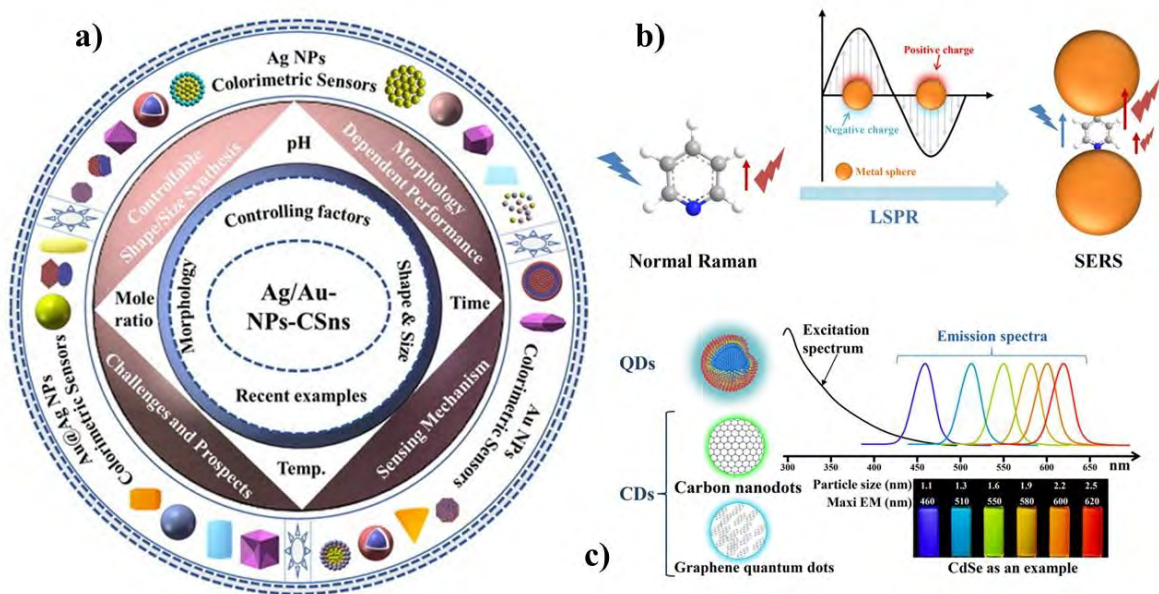 a)
Ag NPs
Colorimetric Sensors
Controllable
Shape/Size Synthesis
pH
Morphology
Dependent Performance
Controlling factors
Morphology
Shape & Size
Mole
ratio
Ag/Au-
NPs-CSns
Time
Recent examples
Challenges and Prospects
Temp.
Sensing Mechanism
Au@Ag NPs
Colorimetric Sensors
Au NPs
Colorimetric Sensors
b)
Positive charge
Negative charge
Metal sphere
LSPR
Normal Raman
SERS
QDs
Excitation
spectrum
Emission spectra
300 350 400 450 500 550 600 650 nm
CDs
Carbon nanodots
Graphene quantum dots
Particle size (nm) 1.1 1.3 1.6 1.9 2.2 2.5
Maxi EM (nm) 460 510 550 580 600 620
CdSe as an example
c)